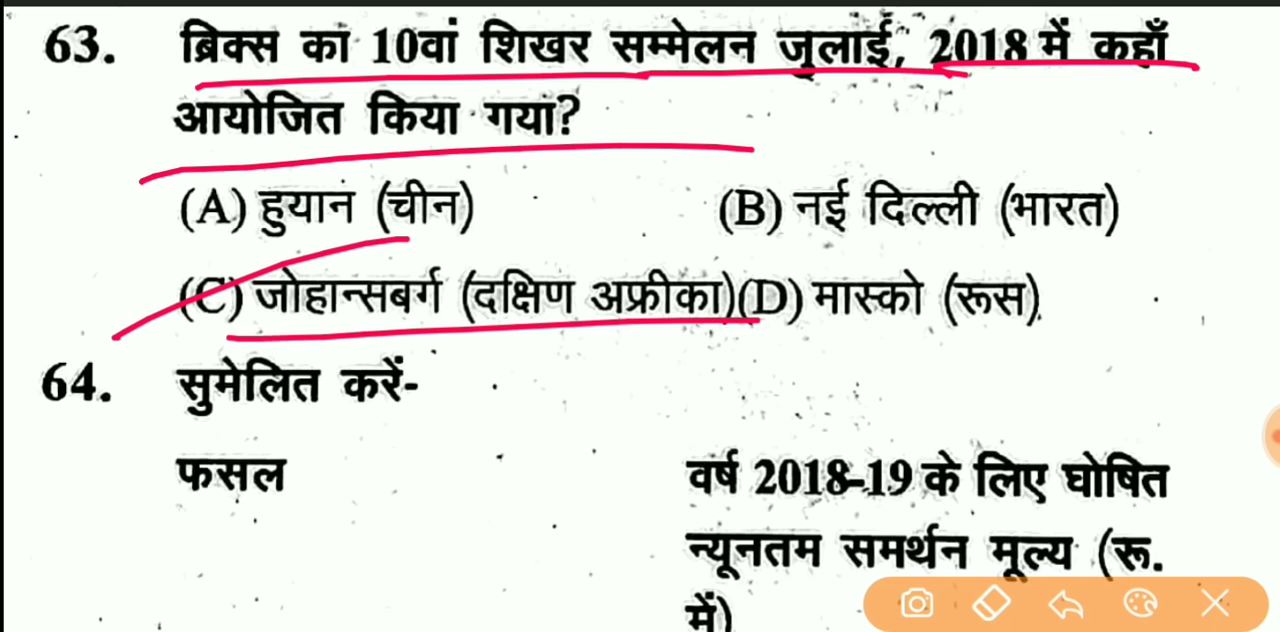 63. ब्रिक्स का 10वां शिखर सम्मेलन जुलाई, 2018 में कहाँ
आयोजित किया गया?
(A) हुयान (चीन) (B) नई दिल्ली (भारत)
(C) जोहान्सबर्ग (दक्षिण अफ्रीका) (D) मास्को (रूस)
64. सुमेलित करें-
फसल वर्ष 2018-19 के लिए घोषित
न्यूनतम समर्थन मूल्य (रू.
में)